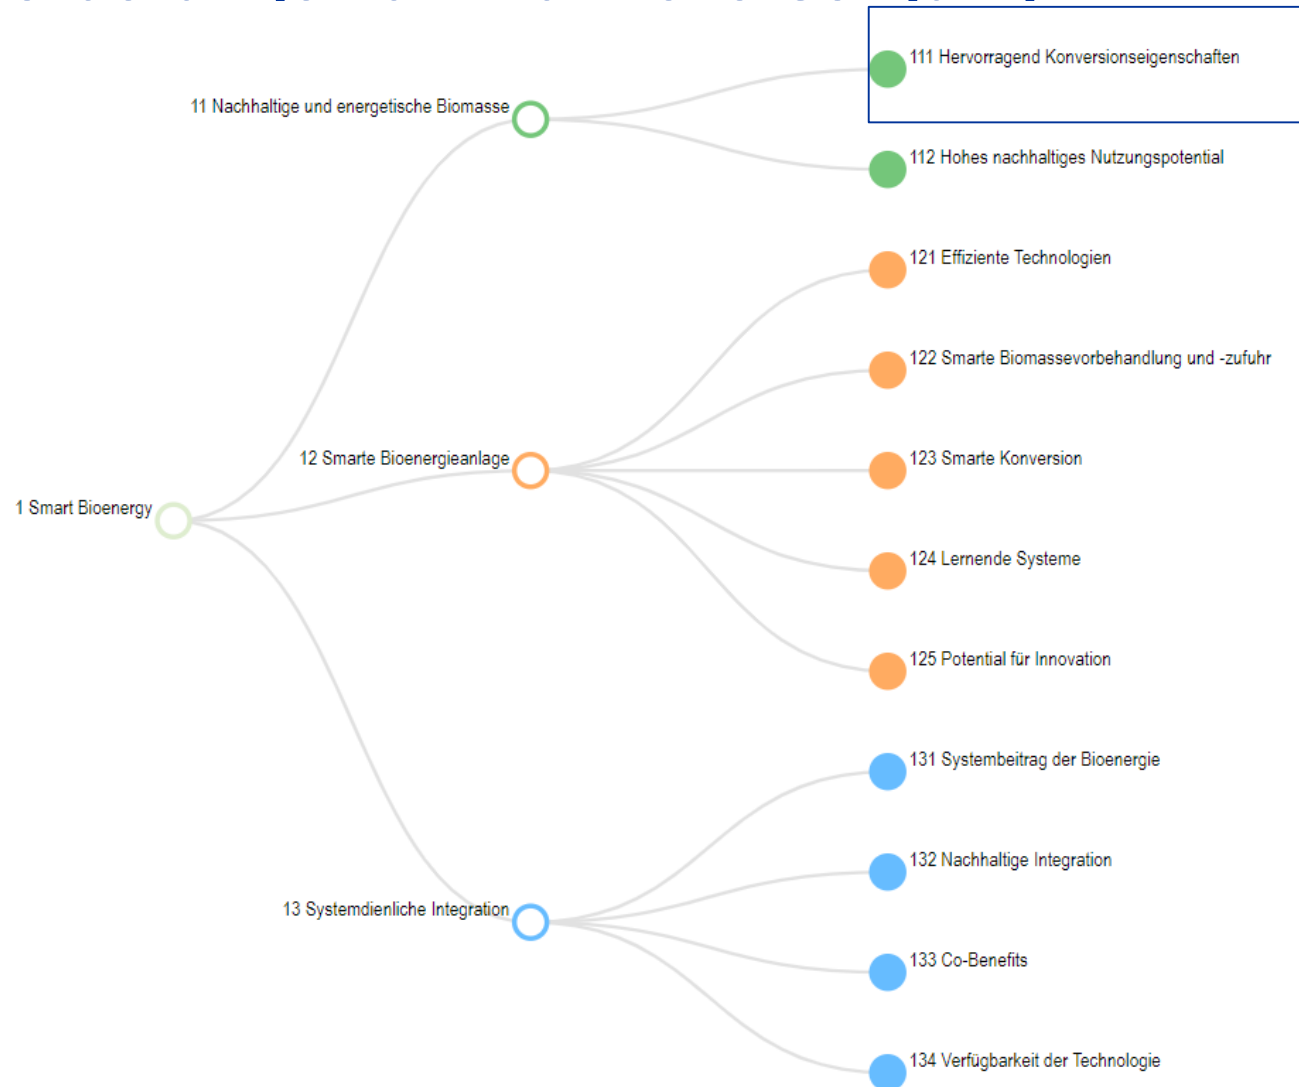 111 Hervorragend Konversionseigenschaften
11 Nachhaltige und energetische Biomasse
112 Hohes nachhaltiges Nutzungspotential
121 Effiziente Technologien
122 Smarte Biomassevorbehandlung und -zufuhr
12 Smarte Bioenergieanlage
123 Smarte Konversion
1 Smart Bioenergy
124 Lernende Systeme
125 Potential für Innovation
131 Systembeitrag der Bioenergie
132 Nachhaltige Integration
13 Systemdienliche Integration
133 Co-Benefits
134 Verfügbarkeit der Technologie